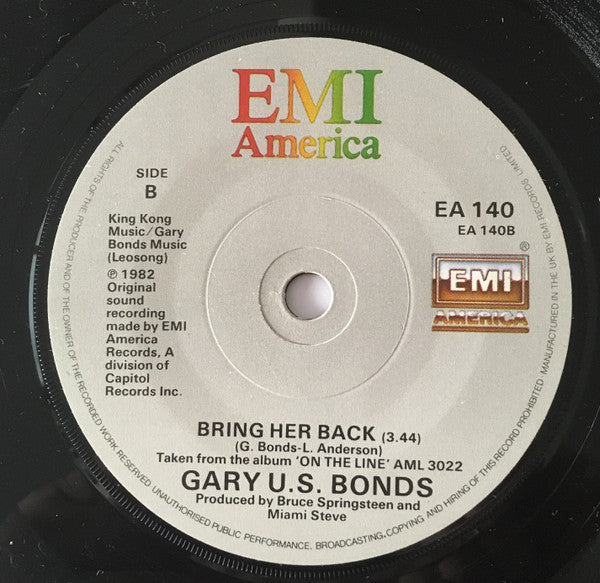 EMI
America
SIDE
B
King Kong
Music/Gary
Bonds Music
(Leosong)
℗ 1982
Original
sound
recording
made by EMI
America
Records, A
division of
Capitol
Records Inc.
EA 140
EA 140B
®
EMI
AMERICA
BRING HER BACK (3.44)
(G. Bonds-L. Anderson)
Taken from the album 'ON THE LINE' AML 3022
GARY U.S. BONDS
Produced by Bruce Springsteen and
Miami Steve
ALL RIGHTS OF THE PRODUCER AND OF THE OWNER OF THE RECORDED WORK RESERVED UNAUTHORISED PUBLIC PERFORMANCE, BROADCASTING, COPYING AND HIRING OF THIS RECORD PROHIBITED
MANUFACTURED IN THE UK BY EMI RECORDS LIMITED